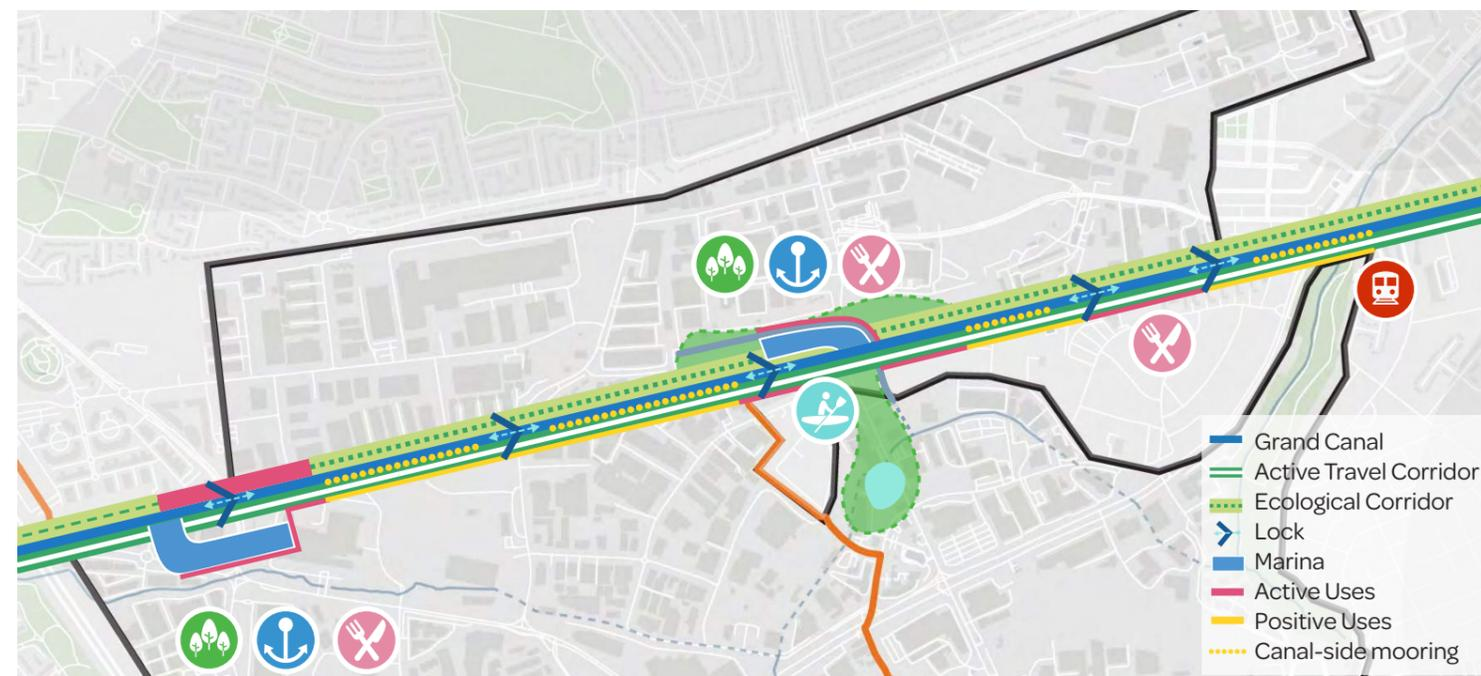 Grand Canal
Active Travel Corridor
Ecological Corridor
Lock
Marina
Active Uses
Positive Uses
Canal-side mooring